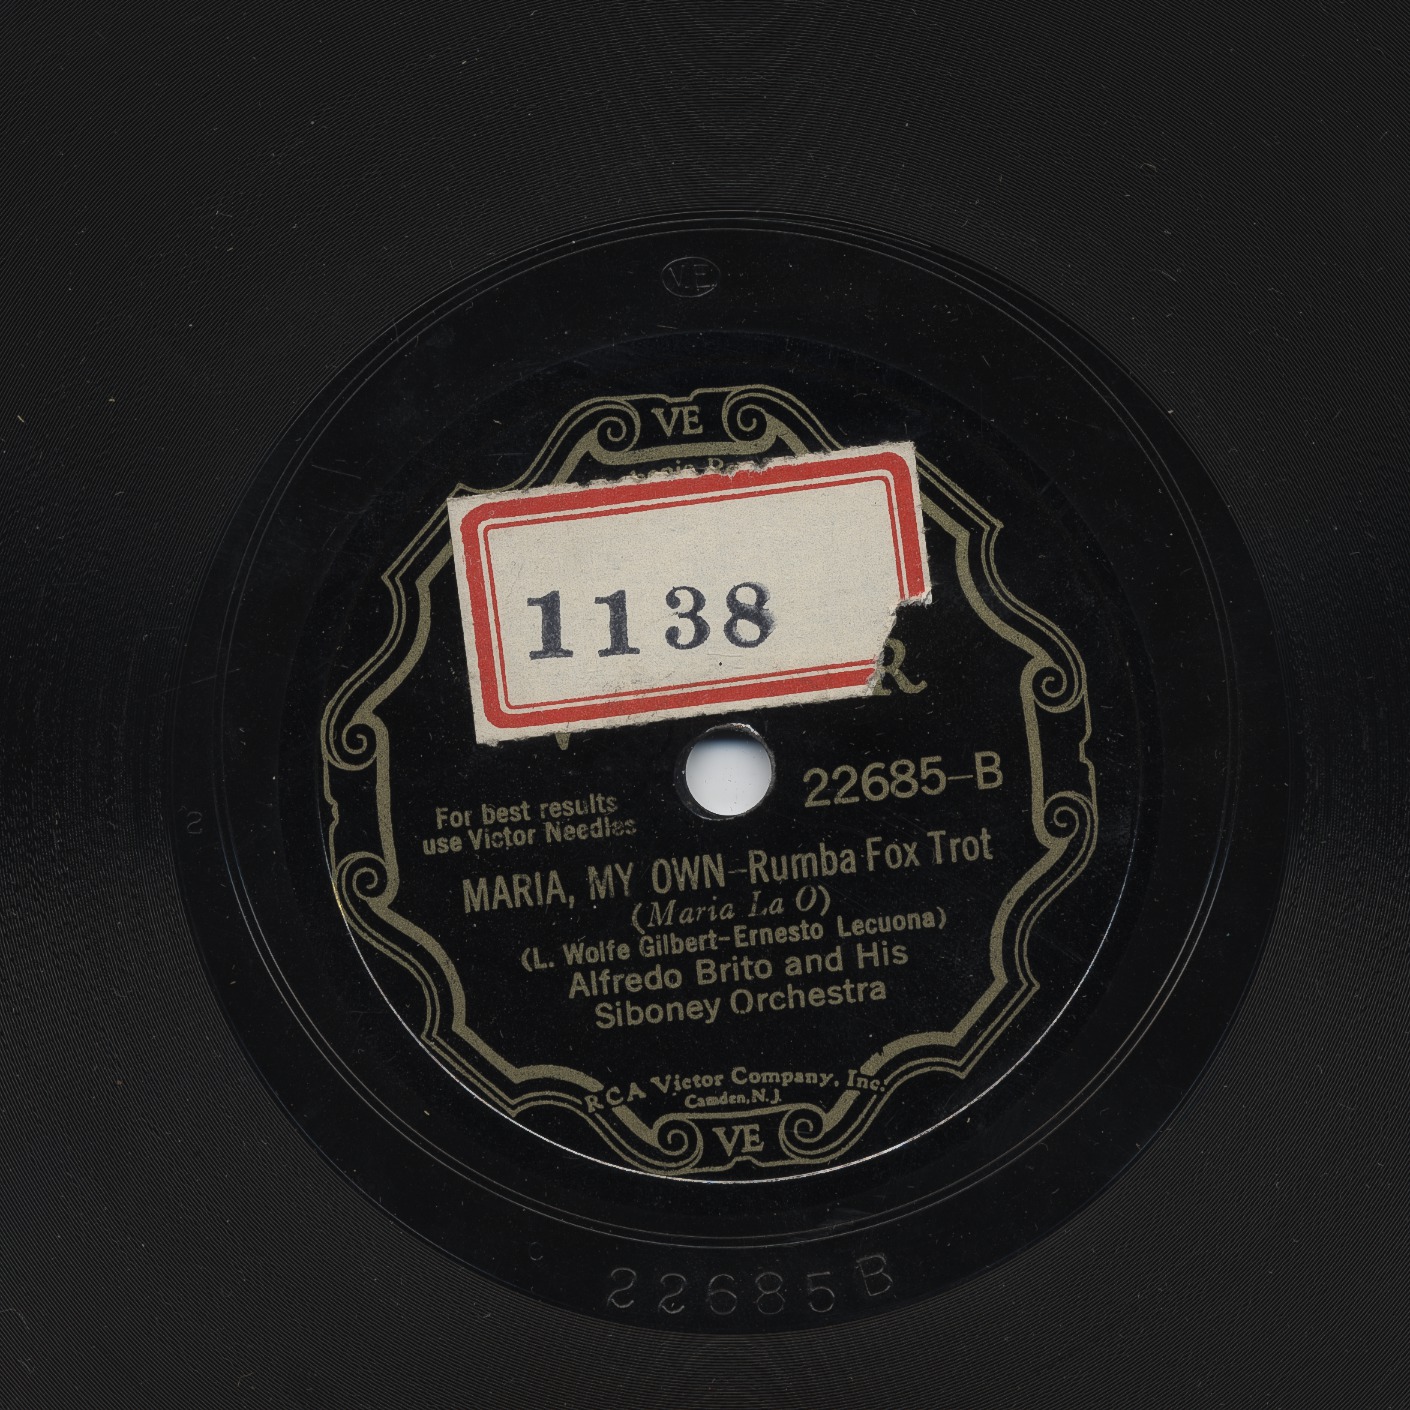 V.E.
VE
1138
R
22685-B
For best results
use Victor Needles
MARIA, MY OWN-Rumba Fox Trot
(Maria La O)
(L. Wolfe Gilbert-Ernesto Lecuona)
Alfredo Brito and His
Siboney Orchestra
RCA Victor Company, Inc.
Camden, N.J.
VE
2
C
22685B